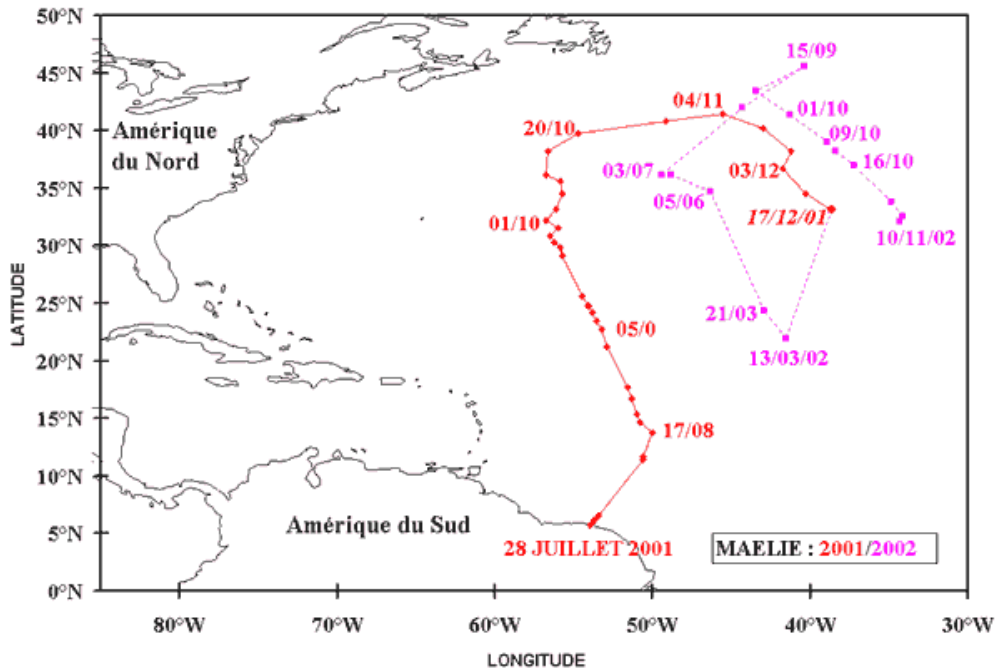 50°N
45°N
40°N
35°N
30°N
25°N
20°N
15°N
10°N
5°N
0°N
LATITUDE
Amérique
du Nord
Amérique du Sud
15/09
04/11
01/10
20/10
09/10
03/07
03/12
16/10
05/06
01/10
17/12/01
10/11/02
21/03
05/0
13/03/02
17/08
28 JUILLET 2001
MAELIE : 2001/2002
80°W
70°W
60°W
50°W
40°W
30°W
LONGITUDE